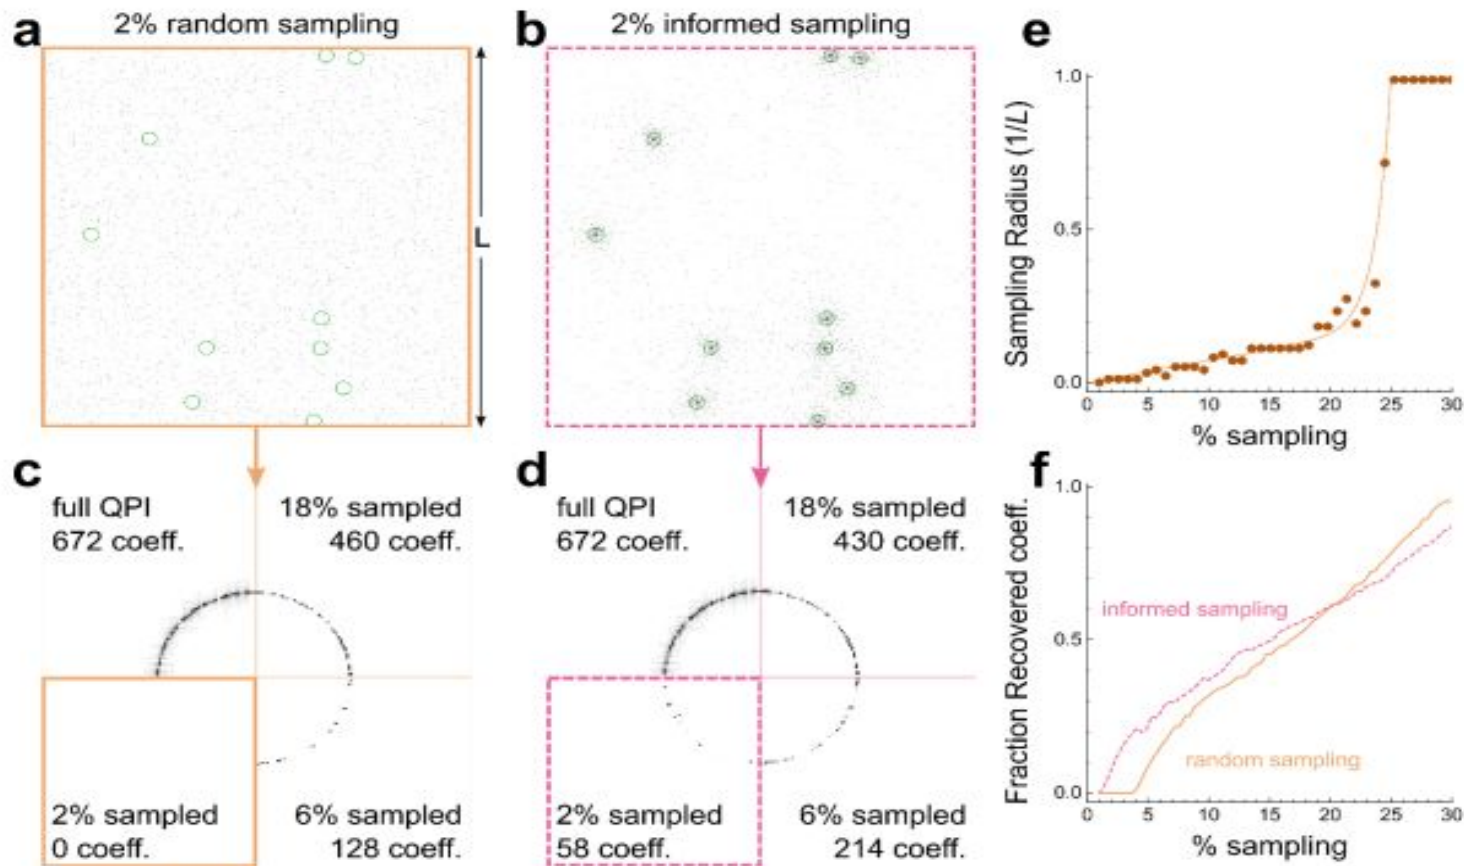 a
2% random sampling
L
b
2% informed sampling
c
full QPI
672 coeff.
18% sampled
460 coeff.
2% sampled
0 coeff.
6% sampled
128 coeff.
d
full QPI
672 coeff.
18% sampled
430 coeff.
2% sampled
58 coeff.
6% sampled
214 coeff.
e
Sampling Radius (1/L)
1.0
0.5
0.0
0 5 10 15 20 25 30
% sampling
f
Fraction Recovered coeff.
1.0
0.5
0.0
informed sampling
random sampling
0 5 10 15 20 25 30
% sampling